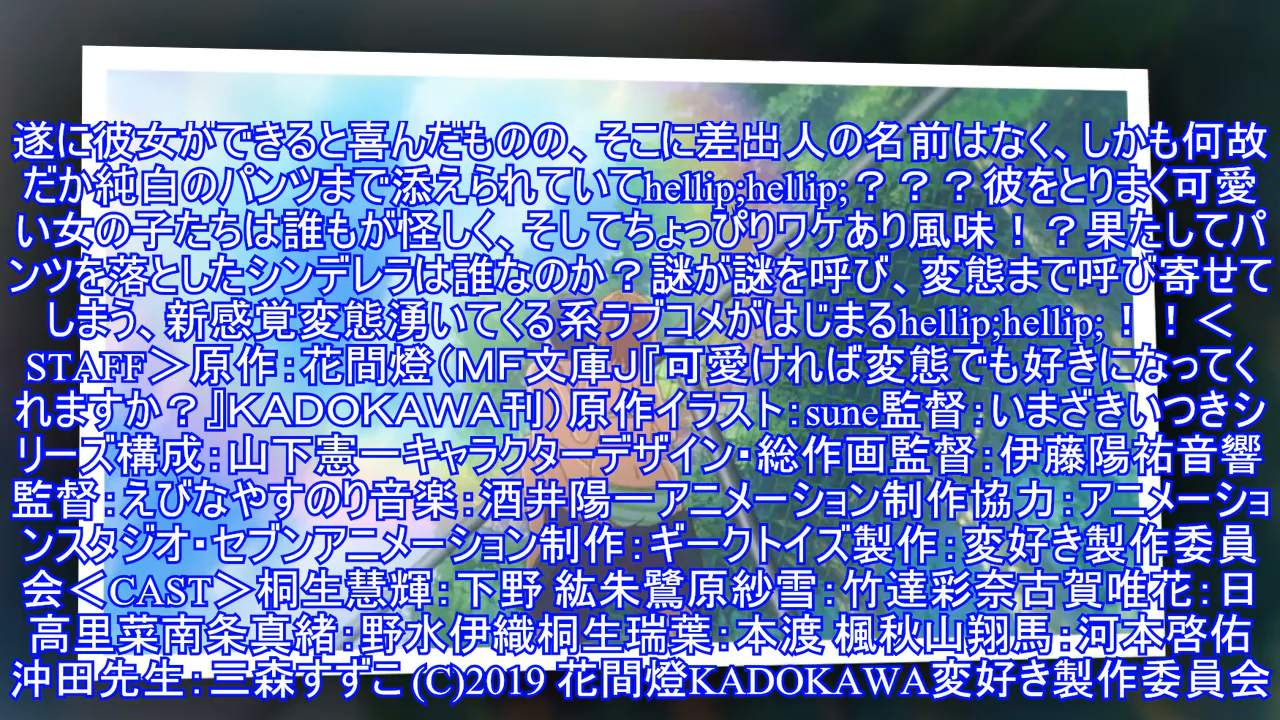 遂に彼女ができると喜んだものの、そこに差出人の名前はなく、しかも何故
だか純白のパンツまで添えられていてhellip;hellip;？？？彼をとりまく可愛
い女の子たちは誰もが怪しく、そしてちょっぴりワケあり風味！？果たしてパ
ンツを落としたシンデレラは誰なのか？謎が謎を呼び、変態まで呼び寄せて
しまう、新感覚変態湧いてくる系ラブコメがはじまるhellip;hellip;！！＜
STAFF＞原作：花間燈（ＭＦ文庫Ｊ『可愛ければ変態でも好きになってく
れますか？』ＫＡＤＯＫＡＷＡ刊）原作イラスト：sune監督：いまざきいつきシ
リーズ構成：山下憲一キャラクターデザイン・総作画監督：伊藤陽祐音響
監督：えびなやすのり音楽：酒井陽一アニメーション制作協力：アニメーショ
ンスタジオ・セブンアニメーション制作：ギークトイズ製作：変好き製作委員
会＜CAST＞桐生慧輝：下野 紘朱鷺原紗雪：竹達彩奈古賀唯花：日
高里菜南条真緒：野水伊織桐生瑞葉：本渡 楓秋山翔馬：河本啓佑
沖田先生：三森すずこ (C)2019 花間燈KADOKAWA変好き製作委員会